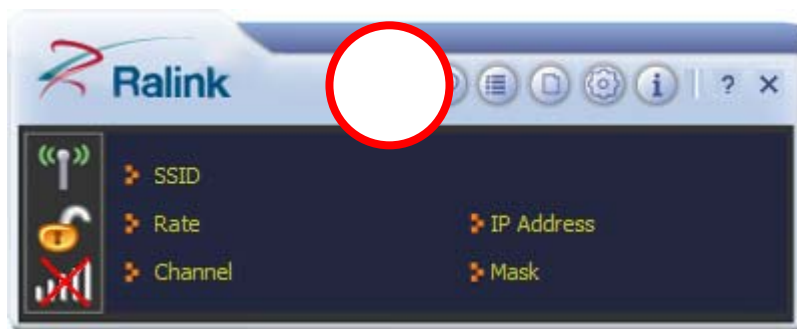 Ralink
i ? ×
SSID
Rate
IP Address
Channel
Mask